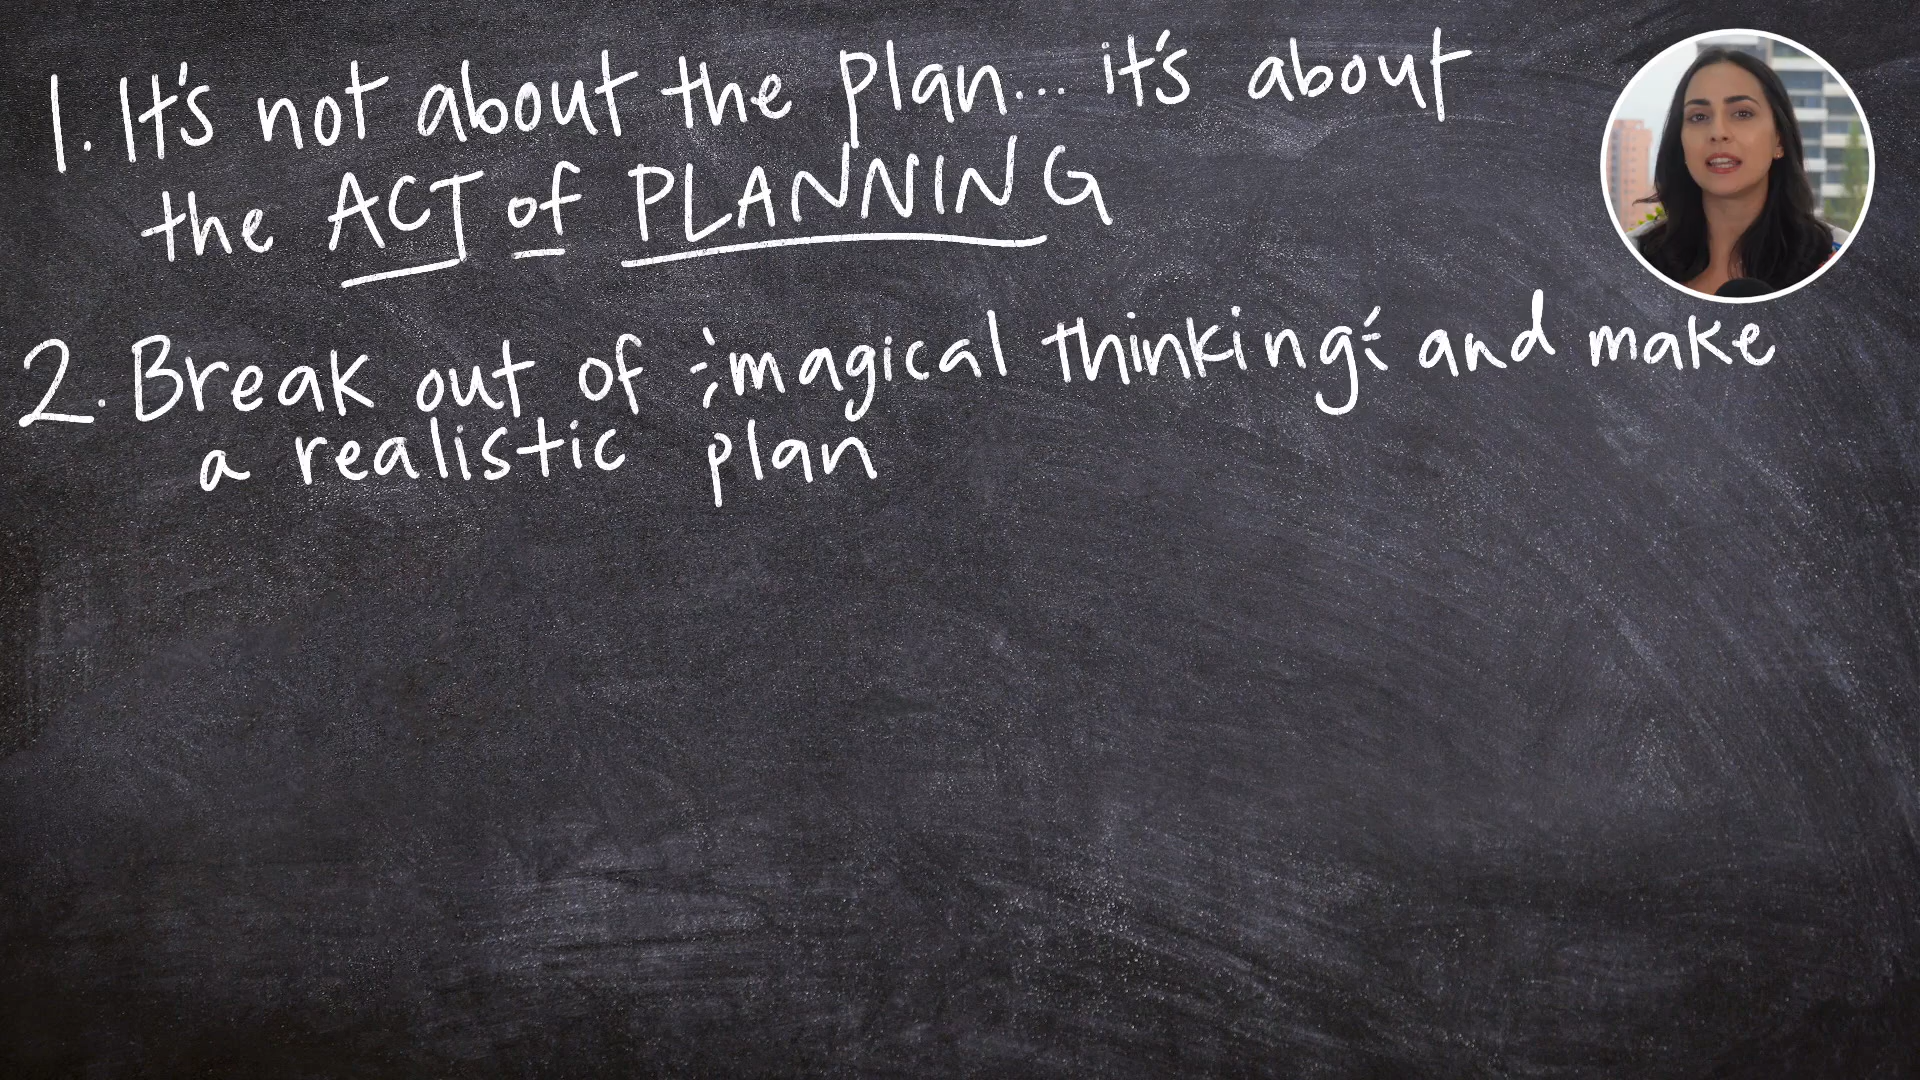 1. It's not about the plan... it's about
the ACT of PLANNING
2. Break out of magical thinking and make
a realistic plan